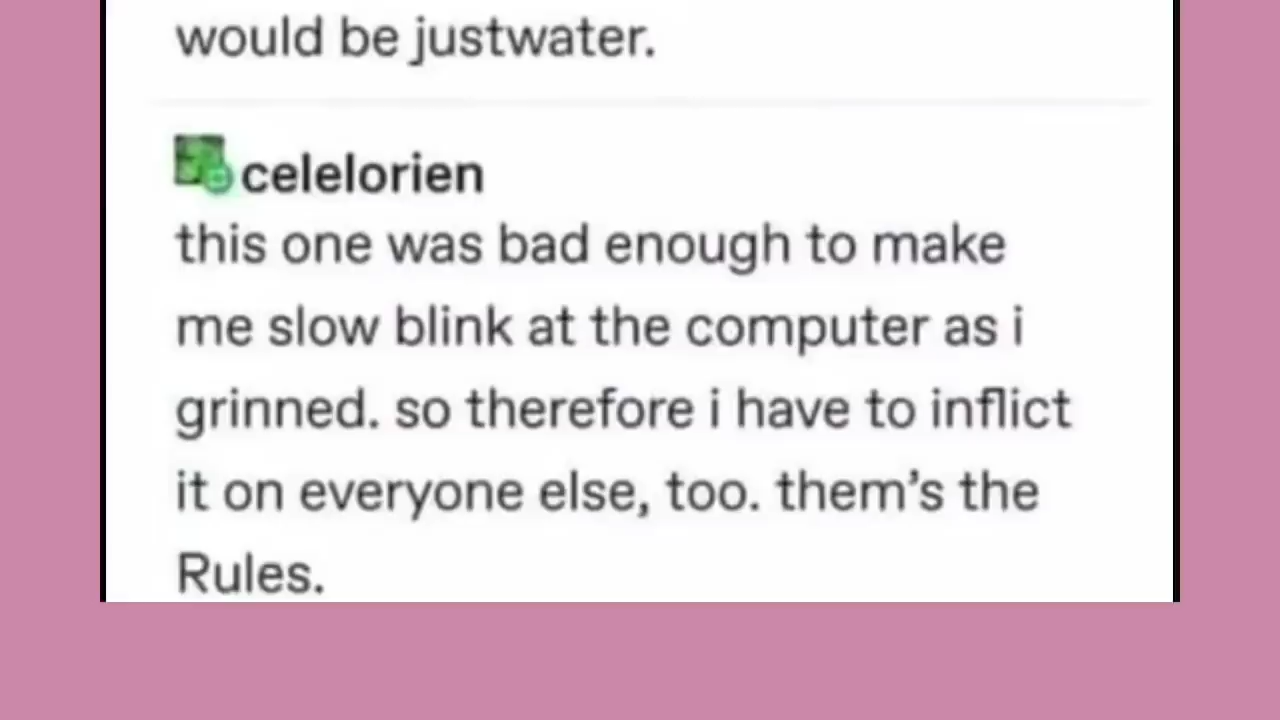 would be justwater.
celelorien
this one was bad enough to make
me slow blink at the computer as i
grinned. so therefore i have to inflict
it on everyone else, too. them's the
Rules.